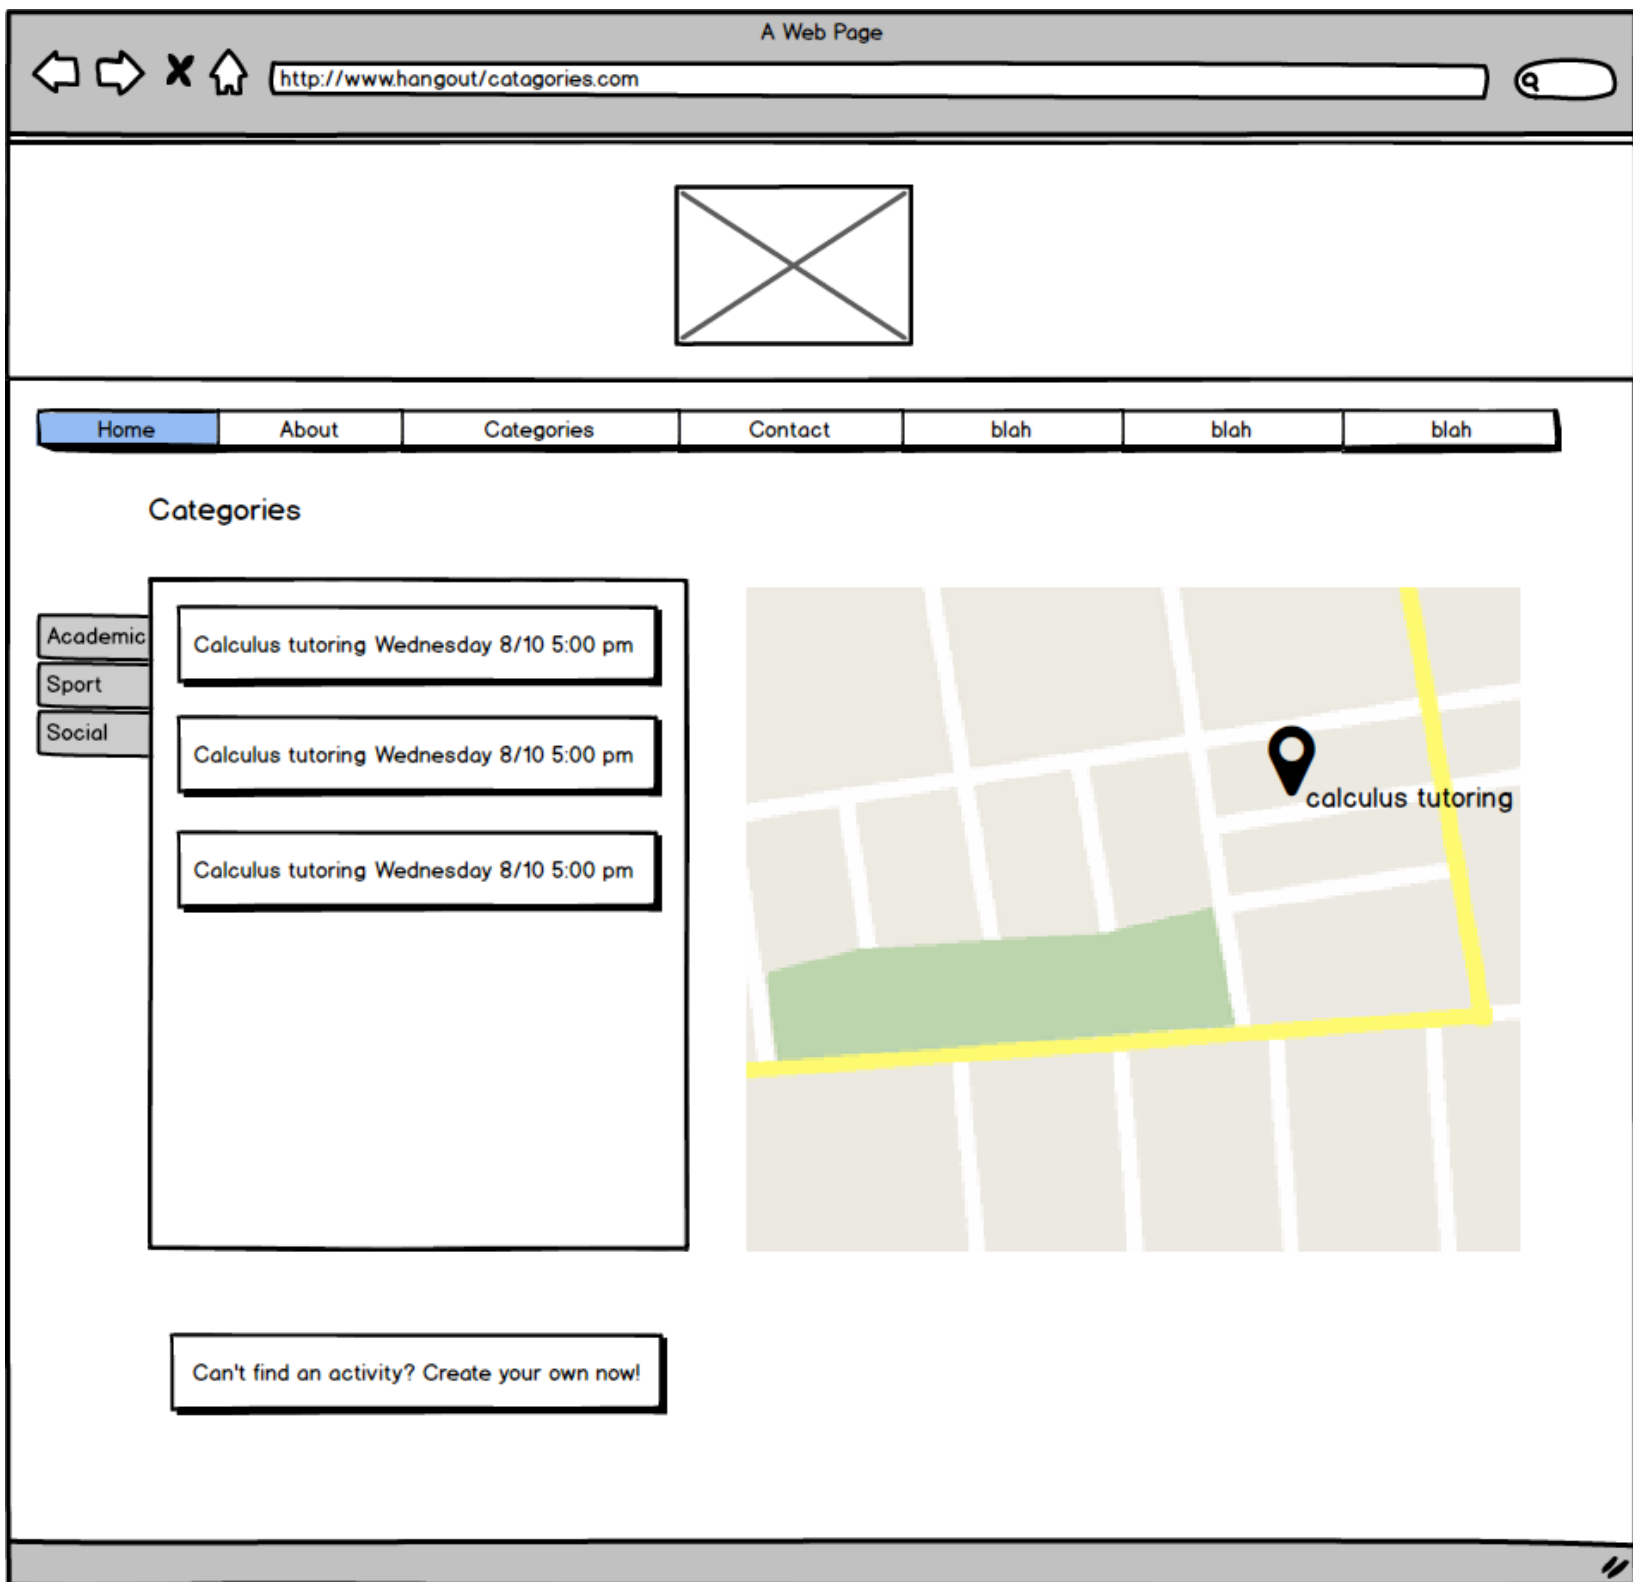 A Web Page
http://www.hangout/catagories.com
Home About Categories Contact blah blah blah
Categories
Academic
Sport
Social
Calculus tutoring Wednesday 8/10 5:00 pm
Calculus tutoring Wednesday 8/10 5:00 pm
Calculus tutoring Wednesday 8/10 5:00 pm
calculus tutoring
Can't find an activity? Create your own now!